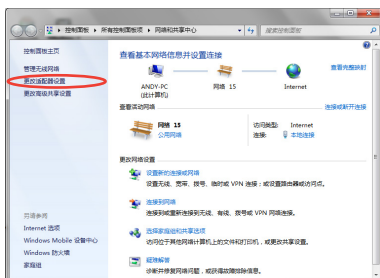 控制面板 ▸ 所有控制面板项 ▸ 网络和共享中心
搜索控制面板
控制面板主页
管理无线网络
更改适配器设置
更改高级共享设置
查看基本网络信息并设置连接
查看完整映射
ANDY-PC
(此计算机)
网络 15
Internet
查看活动网络
连接或断开连接
网络 15
公用网络
访问类型: Internet
连接: 本地连接
更改网络设置
设置新的连接或网络
设置无线、宽带、拨号、临时或 VPN 连接；或设置路由器或访问点。
连接到网络
连接到或重新连接到无线、有线、拨号或 VPN 网络连接。
选择家庭组和共享选项
访问位于其他网络计算机上的文件和打印机，或更改共享设置。
疑难解答
诊断并修复网络问题，或获得故障排除信息。
另请参阅
Internet 选项
Windows Mobile 设备中心
Windows 防火墙
家庭组